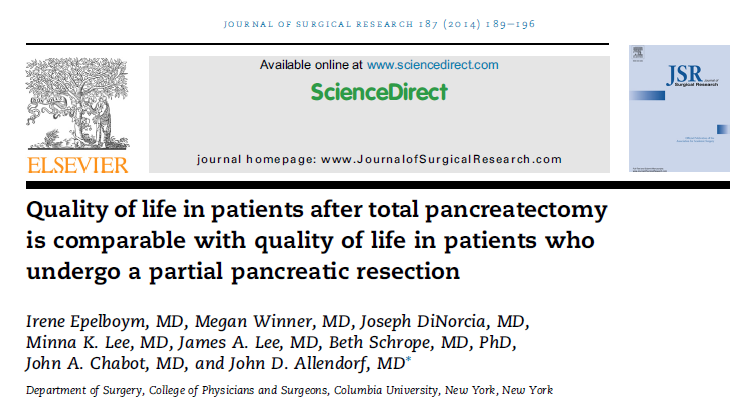 JOURNAL OF SURGICAL RESEARCH 187 (2014) 189–196
Available online at www.sciencedirect.com
ScienceDirect
journal homepage: www.JournalofSurgicalResearch.com
ELSEVIER
JSR Journal of
Surgical Research
Quality of life in patients after total pancreatectomy
is comparable with quality of life in patients who
undergo a partial pancreatic resection
Irene Epelboym, MD, Megan Winner, MD, Joseph DiNorcia, MD,
Minna K. Lee, MD, James A. Lee, MD, Beth Schrope, MD, PhD,
John A. Chabot, MD, and John D. Allendorf, MD*
Department of Surgery, College of Physicians and Surgeons, Columbia University, New York, New York